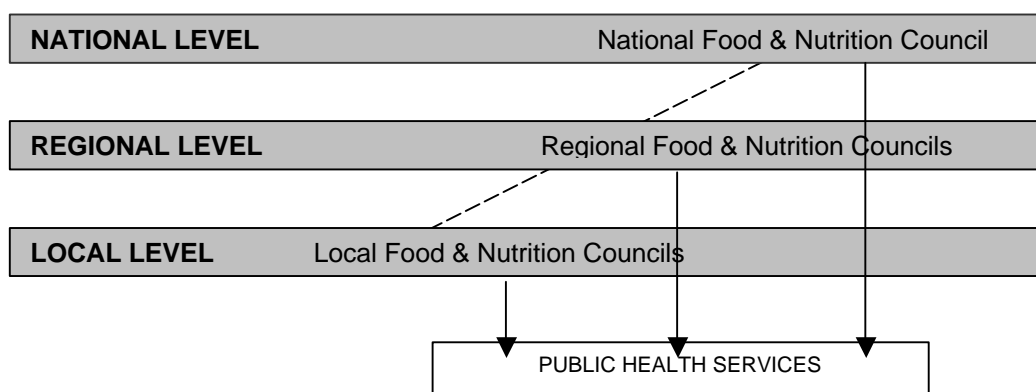 NATIONAL LEVEL National Food & Nutrition Council
REGIONAL LEVEL Regional Food & Nutrition Councils
LOCAL LEVEL Local Food & Nutrition Councils
PUBLIC HEALTH SERVICES